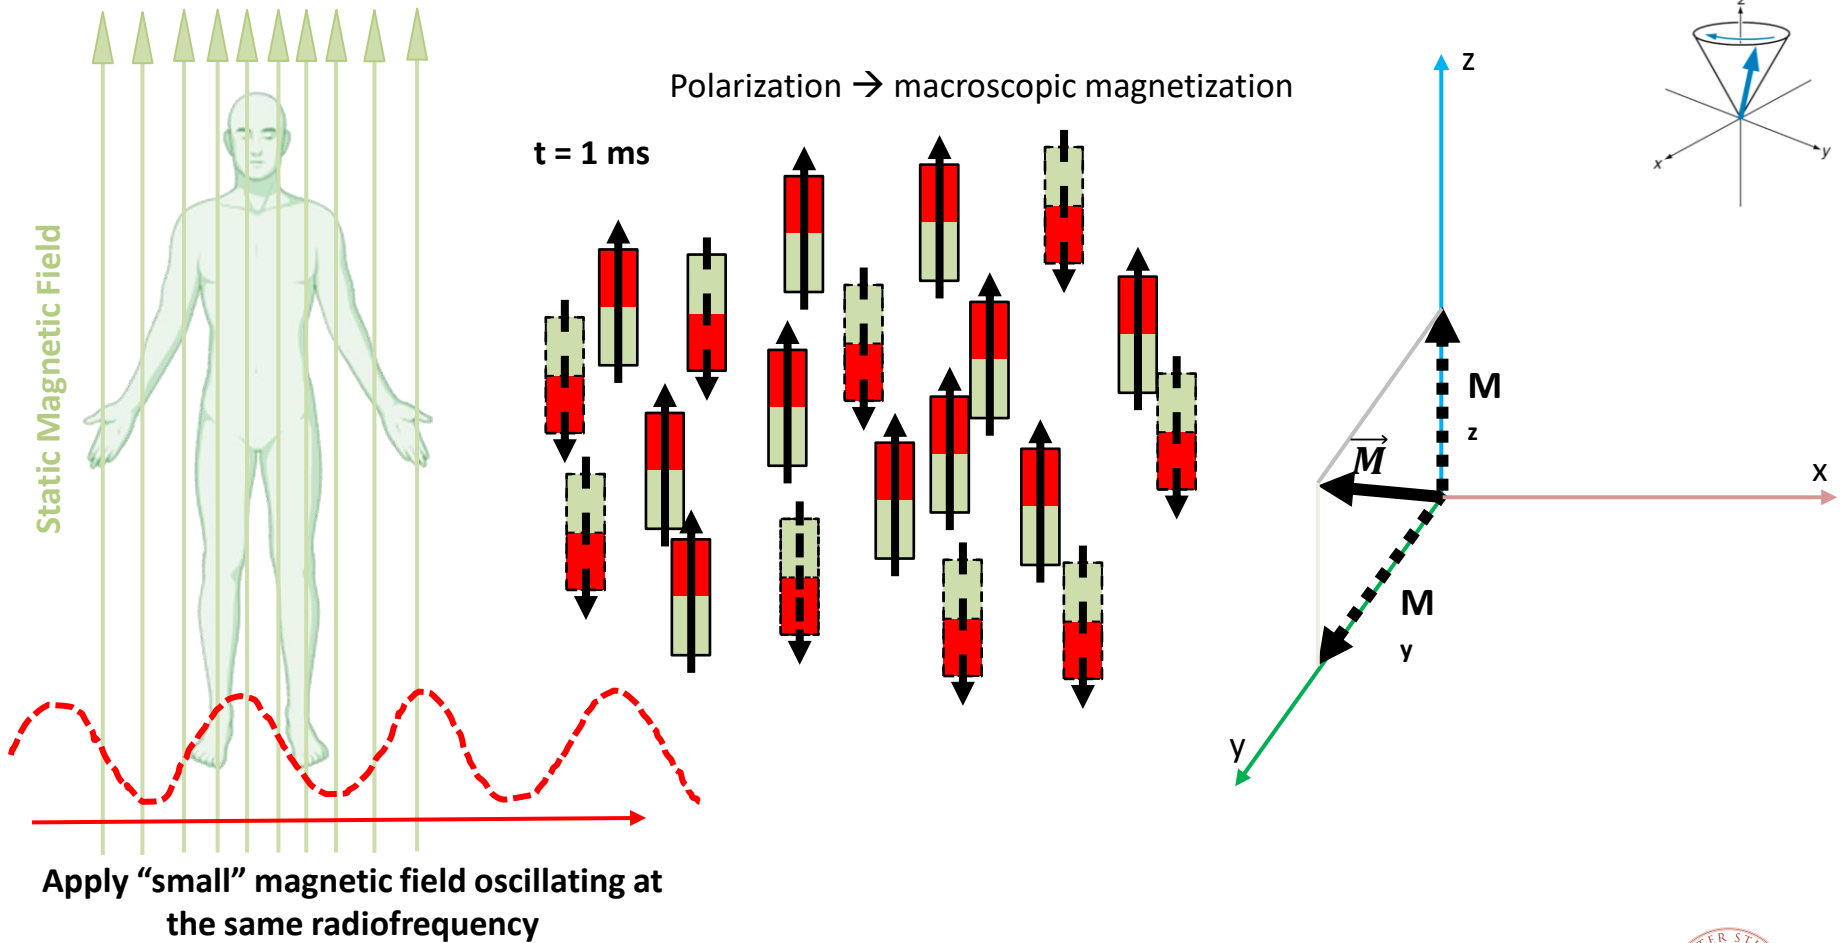 Static Magnetic Field
Polarization → macroscopic magnetization
t = 1 ms
Apply “small” magnetic field oscillating at
the same radiofrequency
z
M
z
M
x
M
y
y
z
x
y